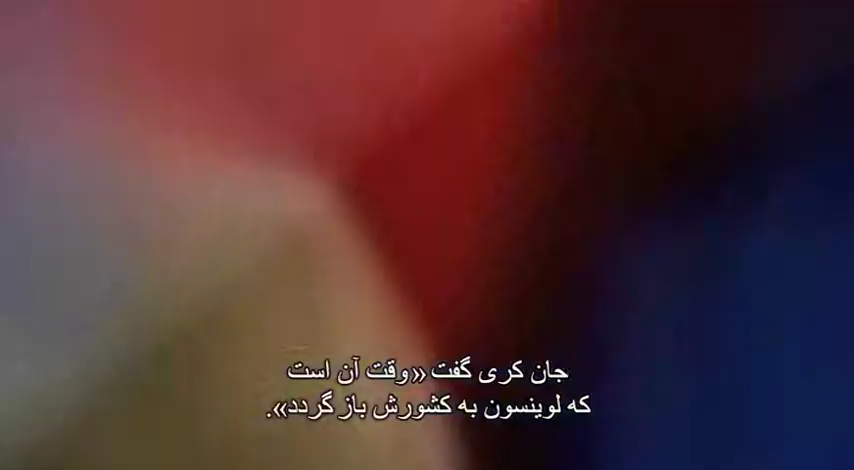 جان کری گفت «وقت آن است
که لوینسون به کشورش باز گردد».